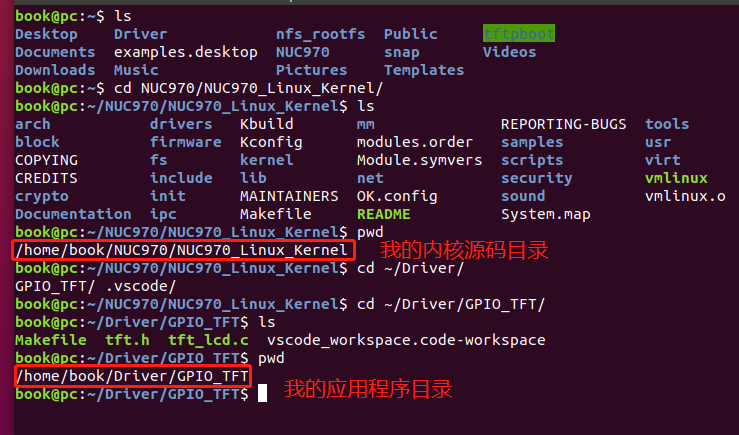 book@pc:~$ ls
Desktop Driver nfs_rootfs Public tftpboot
Documents examples.desktop NUC970 snap Videos
Downloads Music Pictures Templates
book@pc:~$ cd NUC970/NUC970_Linux_Kernel/
book@pc:~/NUC970/NUC970_Linux_Kernel$ ls
arch drivers Kbuild mm REPORTING-BUGS tools
block firmware Kconfig modules.order samples usr
COPYING fs kernel Module.symvers scripts virt
CREDITS include lib net security vmlinux
crypto init MAINTAINERS OK.config sound vmlinux.o
Documentation ipc Makefile README System.map
book@pc:~/NUC970/NUC970_Linux_Kernel$ pwd
/home/book/NUC970/NUC970_Linux_Kernel 我的内核源码目录
book@pc:~/NUC970/NUC970_Linux_Kernel$ cd ~/Driver/
GPIO_TFT/ .vscode/
book@pc:~/NUC970/NUC970_Linux_Kernel$ cd ~/Driver/GPIO_TFT/
book@pc:~/Driver/GPIO_TFT$ ls
Makefile tft.h tft_lcd.c vscode_workspace.code-workspace
book@pc:~/Driver/GPIO_TFT$ pwd
/home/book/Driver/GPIO_TFT
book@pc:~/Driver/GPIO_TFT$ 我的应用程序目录